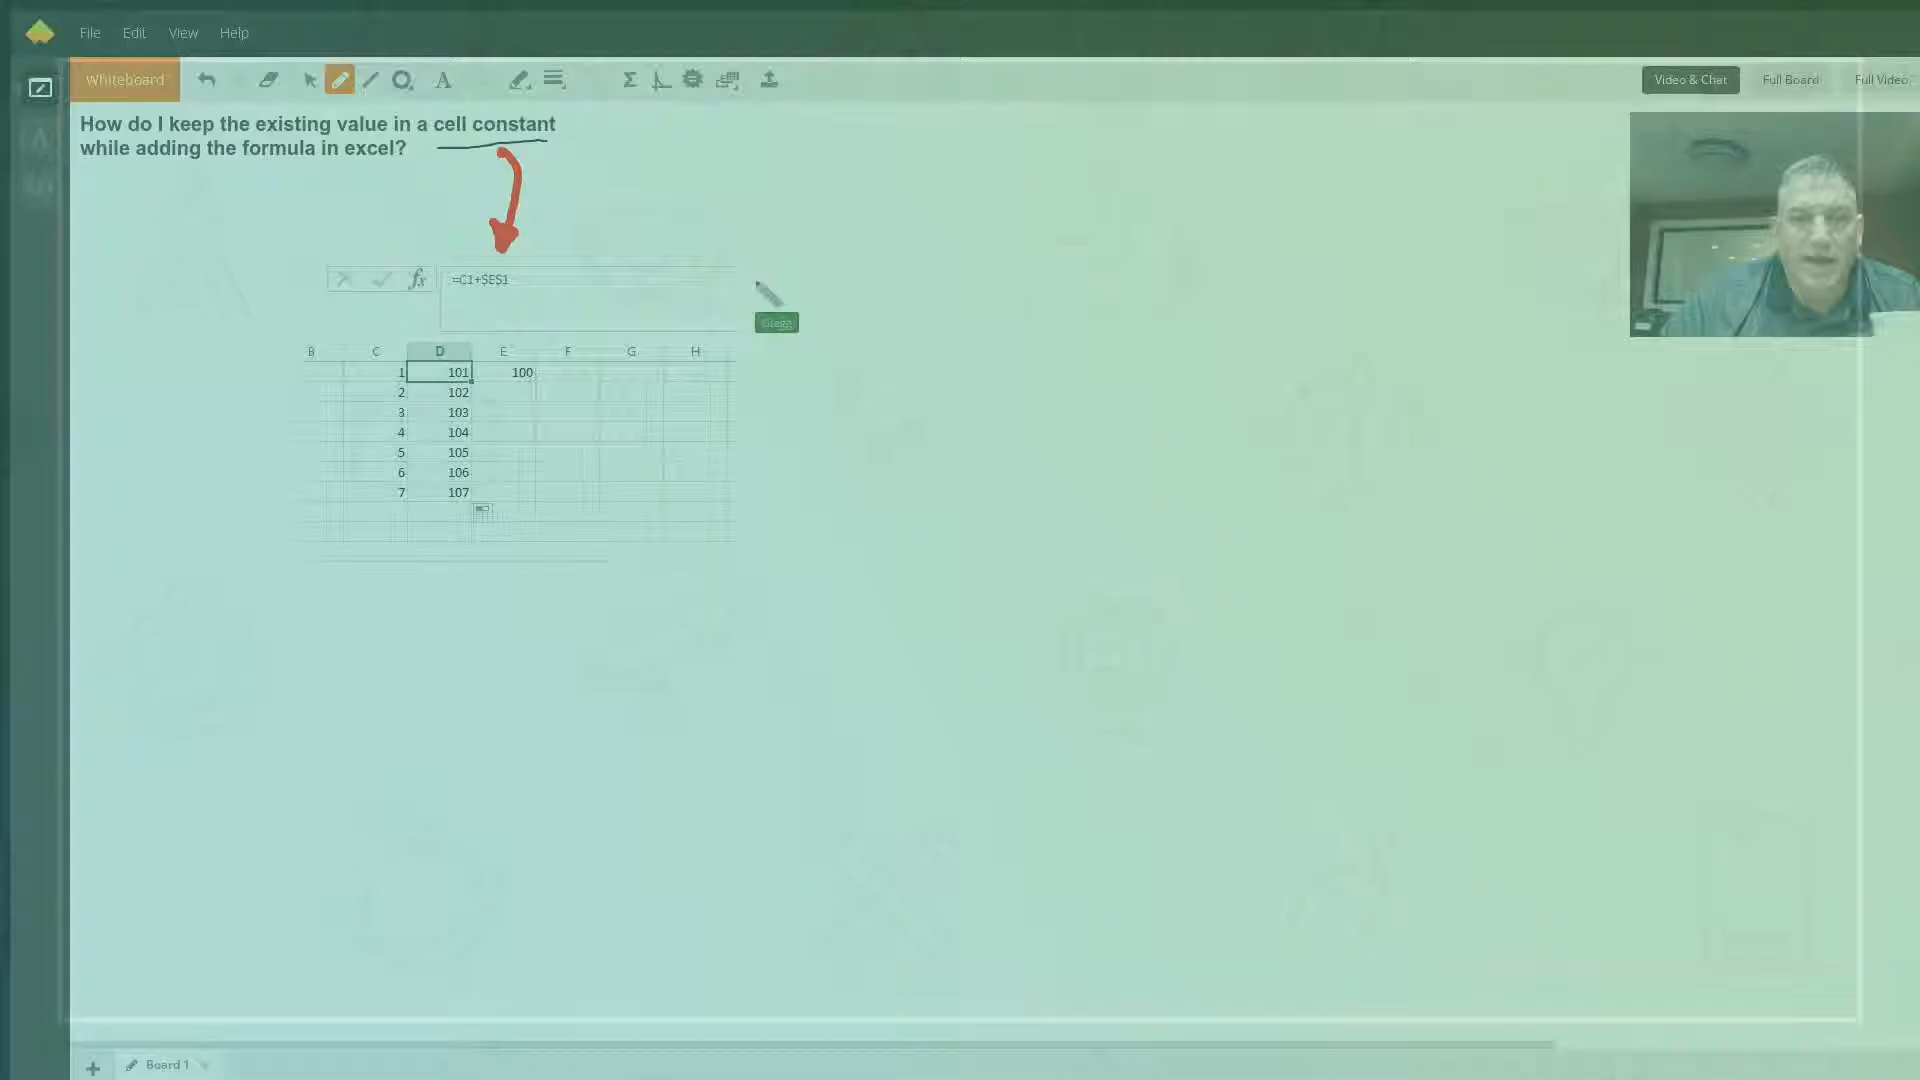 File Edit View Help
Whiteboard
A
Σ
Video & Chat Full Board Full Video
How do I keep the existing value in a cell constant
while adding the formula in excel?
fx =C1+$E$1
B C D E F G H
1 101 100
2 102
3 103
4 104
5 105
6 106
7 107
Board 1